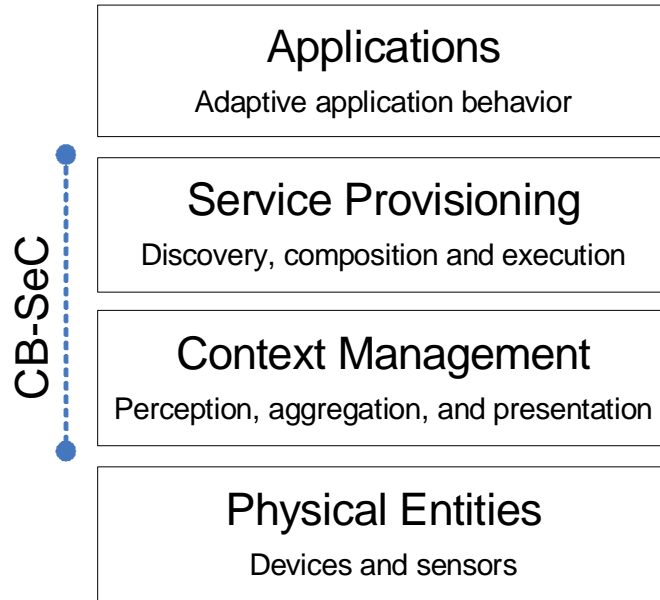 Applications
Adaptive application behavior
CB-SeC
Service Provisioning
Discovery, composition and execution
Context Management
Perception, aggregation, and presentation
Physical Entities
Devices and sensors